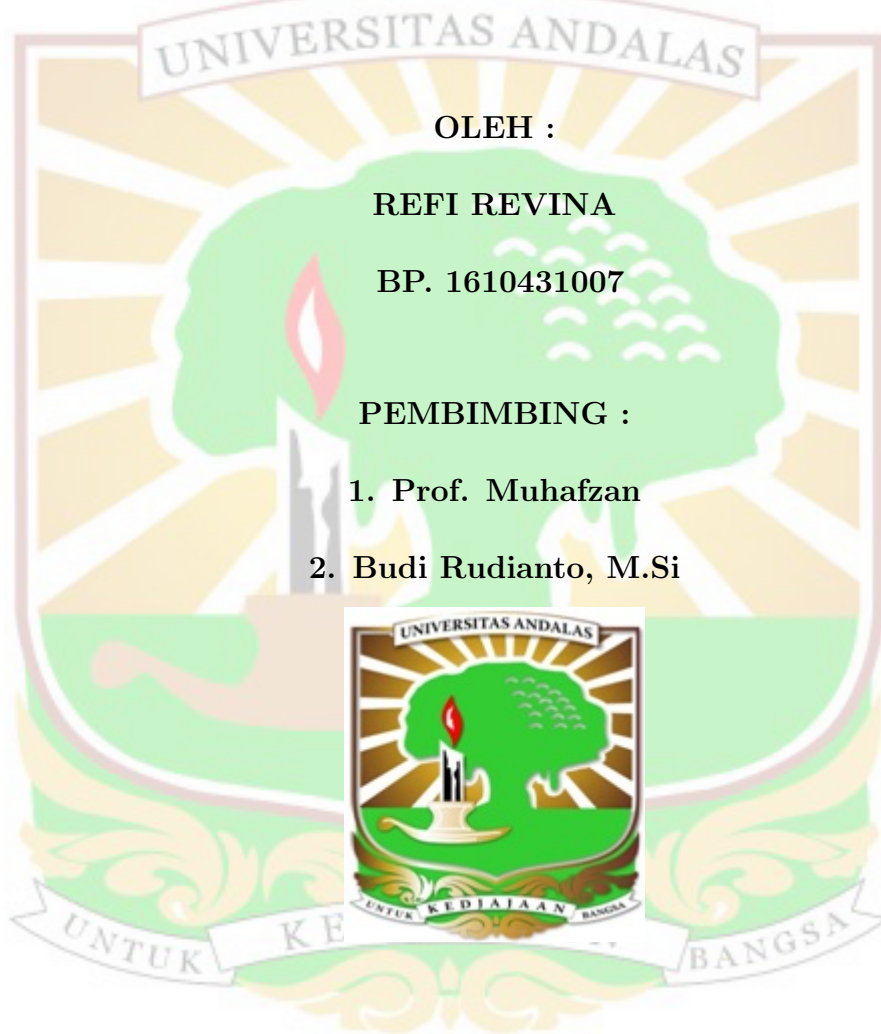 UNIVERSITAS ANDALAS
OLEH :
REFI REVINA
BP. 1610431007
PEMBIMBING :
1. Prof. Muhafzan
2. Budi Rudianto, M.Si
UNIVERSITAS ANDALAS
UNTUK KEDJAJAAN BANGSA
UNTUK KE BANGSA